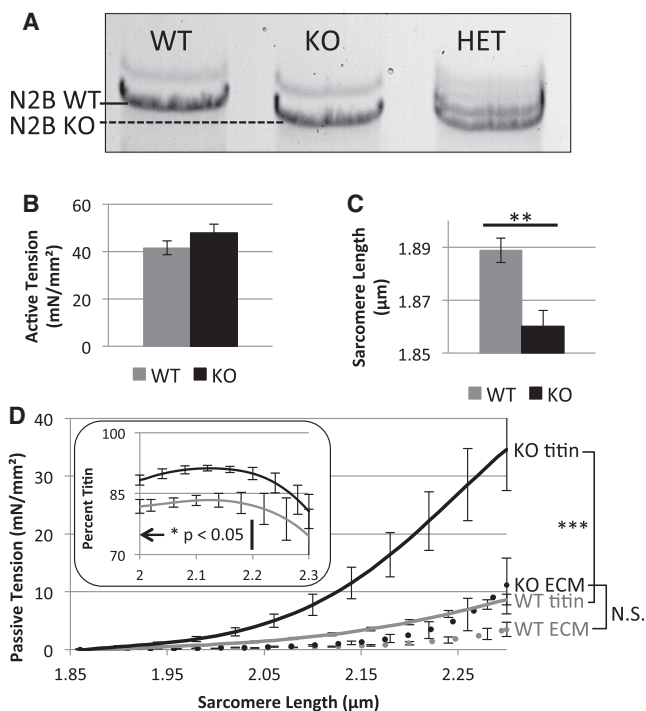 A
WT KO HET
N2B WT
N2B KO
B
Active Tension
(mN/mm²)
60
40
20
0
WT KO
C
Sarcomere Length
(µm)
**
1.89
1.87
1.85
WT KO
D
Passive Tension (mN/mm²)
40
30
20
10
0
Percent Titin
100
85
70
* p < 0.05
2 2.1 2.2 2.3
KO titin
***
KO ECM
WT titin
N.S.
WT ECM
1.85 1.95 2.05 2.15 2.25
Sarcomere Length (µm)